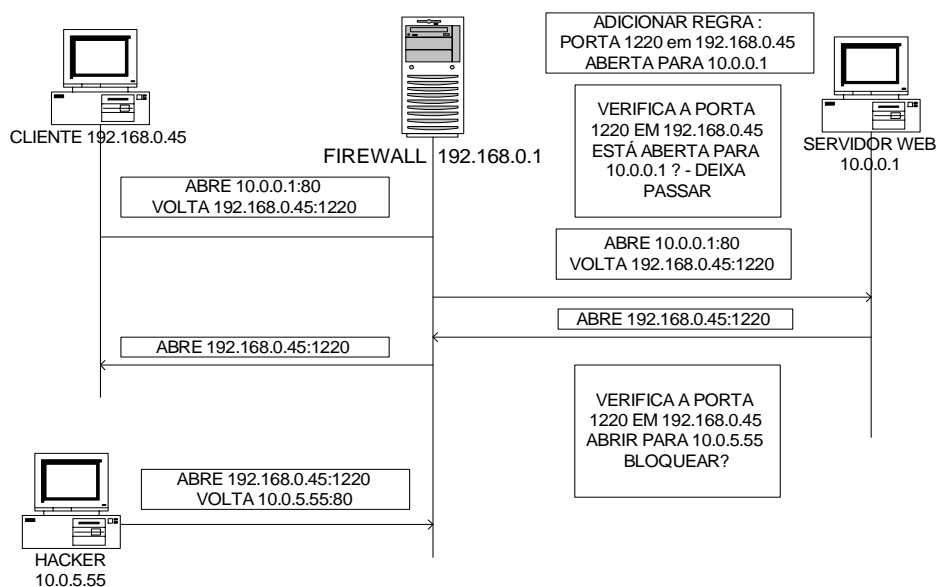 ADICIONAR REGRA :
PORTA 1220 em 192.168.0.45
ABERTA PARA 10.0.0.1
CLIENTE 192.168.0.45
FIREWALL 192.168.0.1
VERIFICA A PORTA
1220 EM 192.168.0.45
ESTÁ ABERTA PARA
10.0.0.1 ? - DEIXA
PASSAR
SERVIDOR WEB
10.0.0.1
ABRE 10.0.0.1:80
VOLTA 192.168.0.45:1220
ABRE 10.0.0.1:80
VOLTA 192.168.0.45:1220
ABRE 192.168.0.45:1220
ABRE 192.168.0.45:1220
VERIFICA A PORTA
1220 EM 192.168.0.45
ABRIR PARA 10.0.5.55
BLOQUEAR?
ABRE 192.168.0.45:1220
VOLTA 10.0.5.55:80
HACKER
10.0.5.55